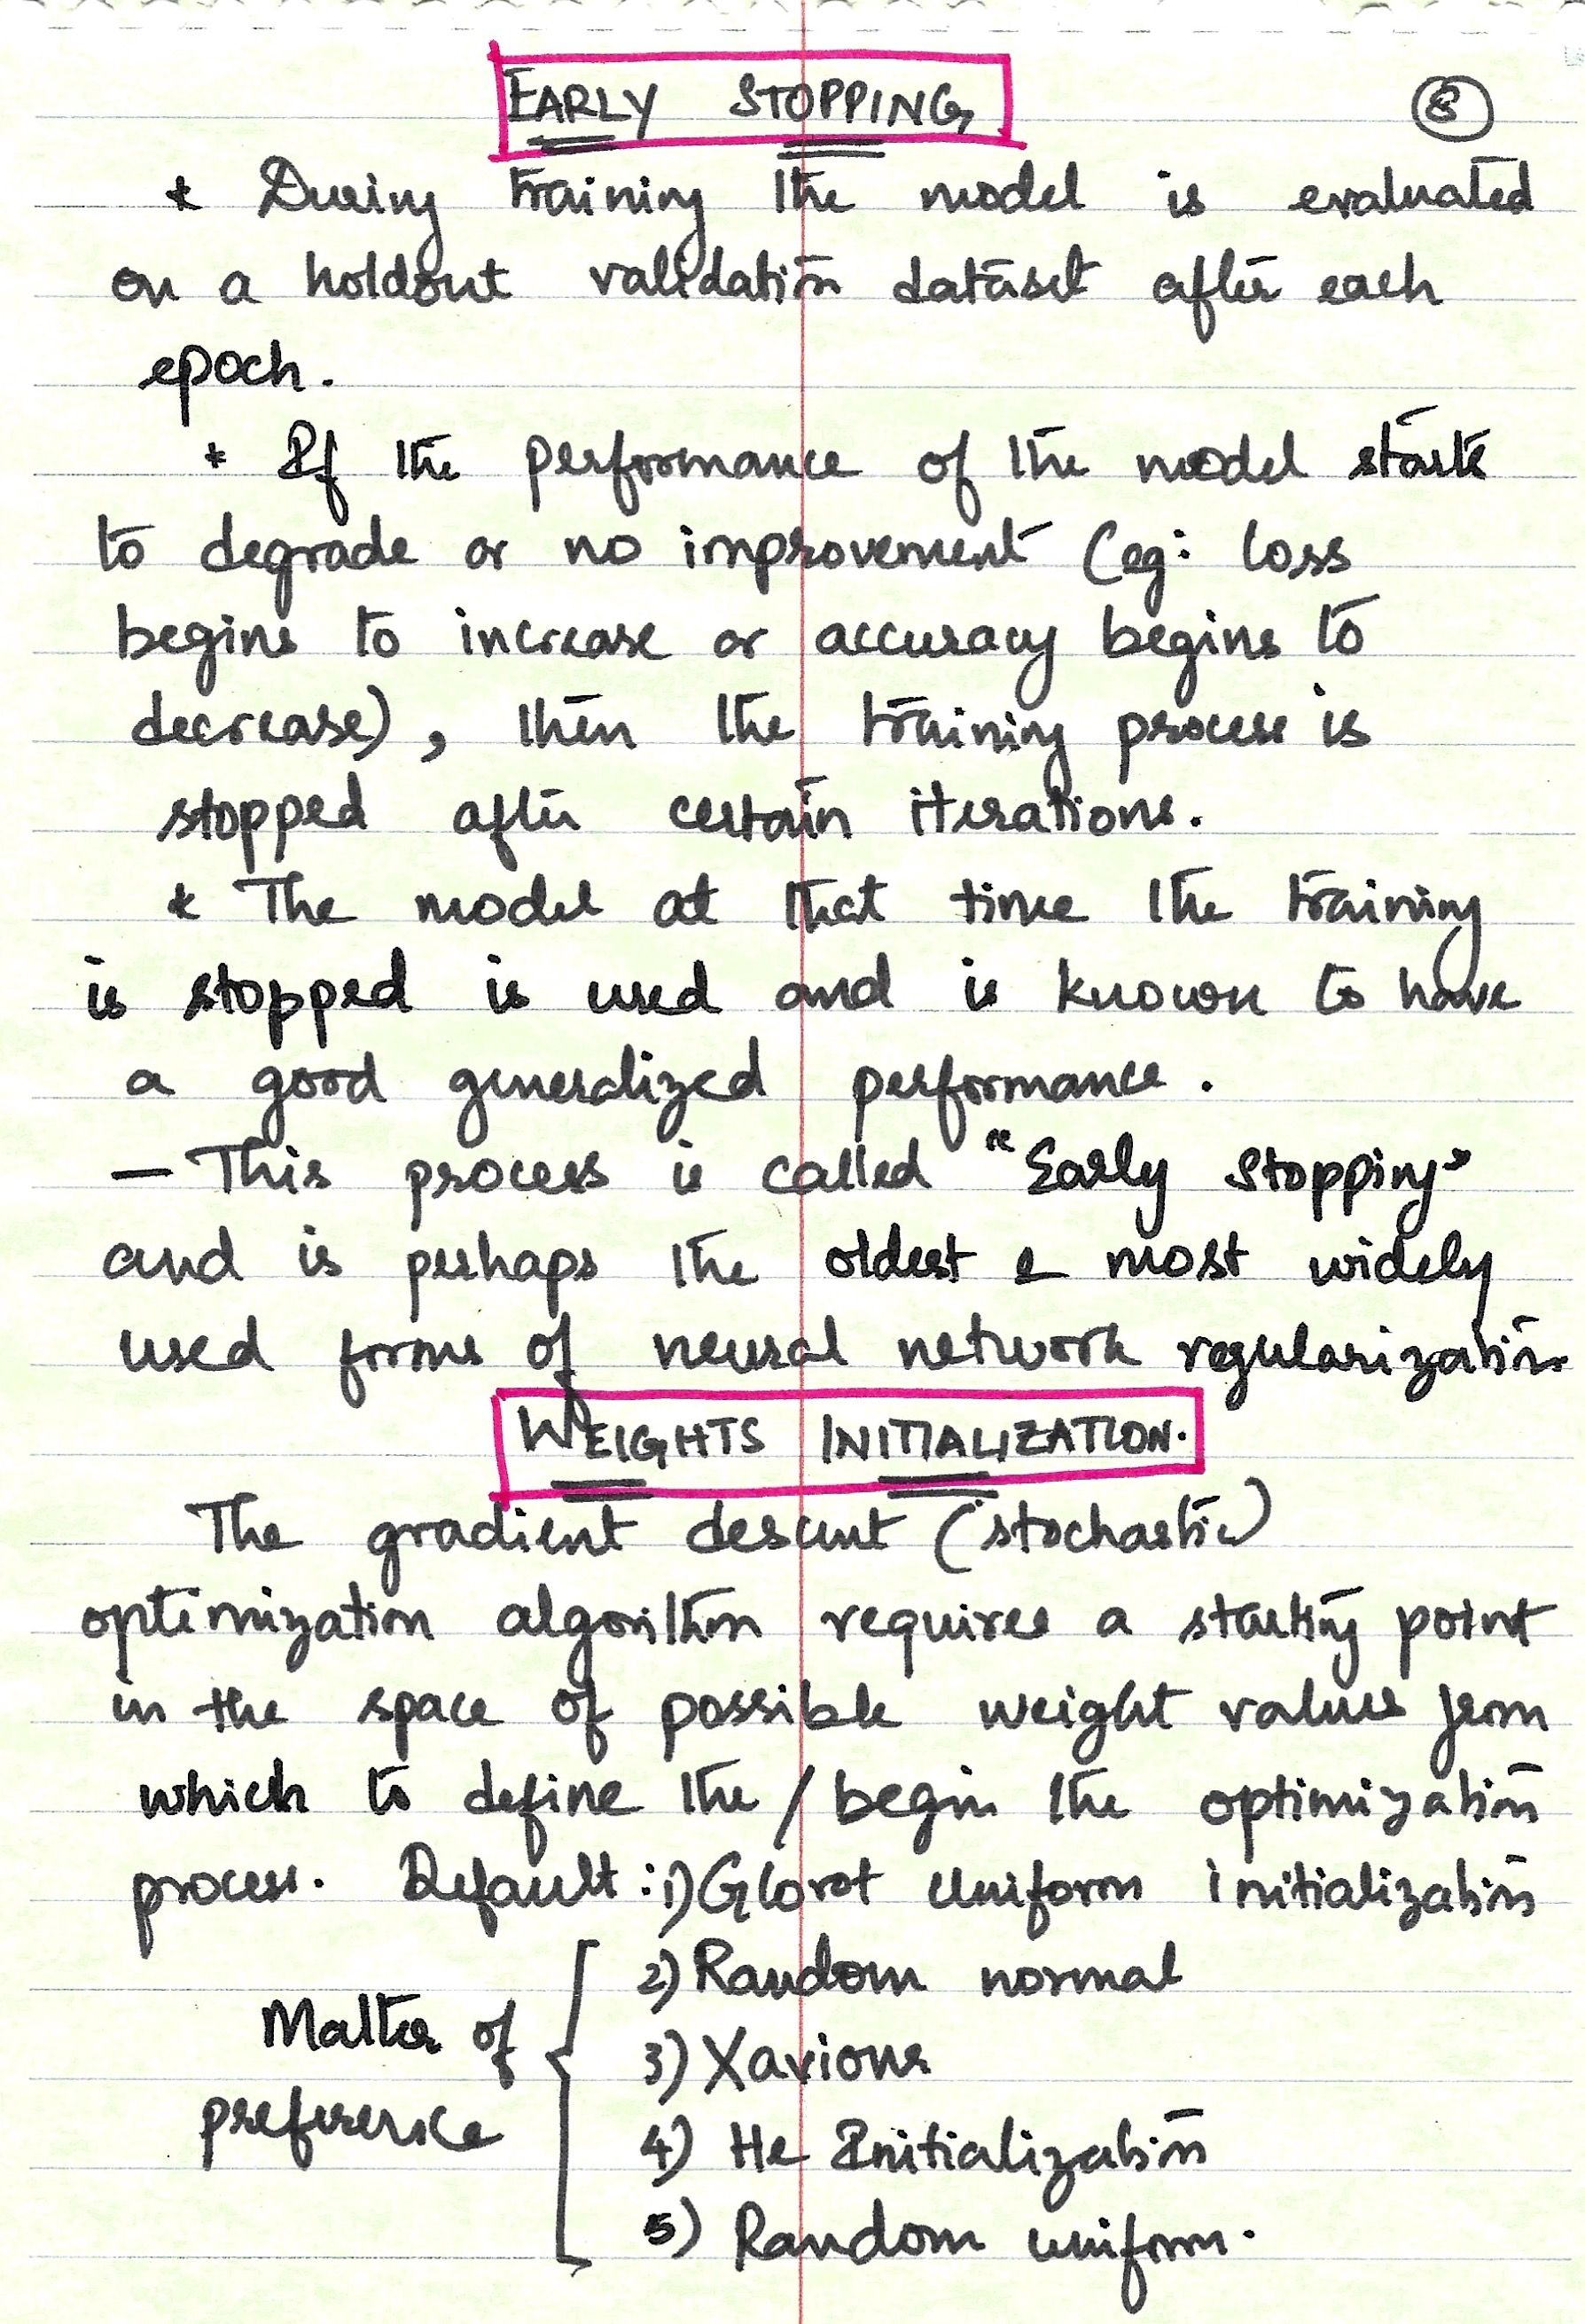 EARLY STOPPING
8
* During training the model is evaluated
on a holdout validation dataset after each
epoch.
* If the performance of the model starts
to degrade or no improvement (eg: loss
begins to increase or accuracy begins to
decrease), then the training process is
stopped after certain iterations.
* The model at that time the training
is stopped is used and is known to have
a good generalized performance.
— This process is called "Early Stopping"
and is perhaps the oldest & most widely
used forms of neural network regularization
WEIGHTS INITIALIZATION.
The gradient descent (stochastic)
optimization algorithm requires a starting point
in the space of possible weight values from
which to define the / begin the optimization
process. Default: 1) Glorot Uniform initialization
2) Random normal
Matter of
3) Xavious
preference
4) He Initialization
5) Random uniform.